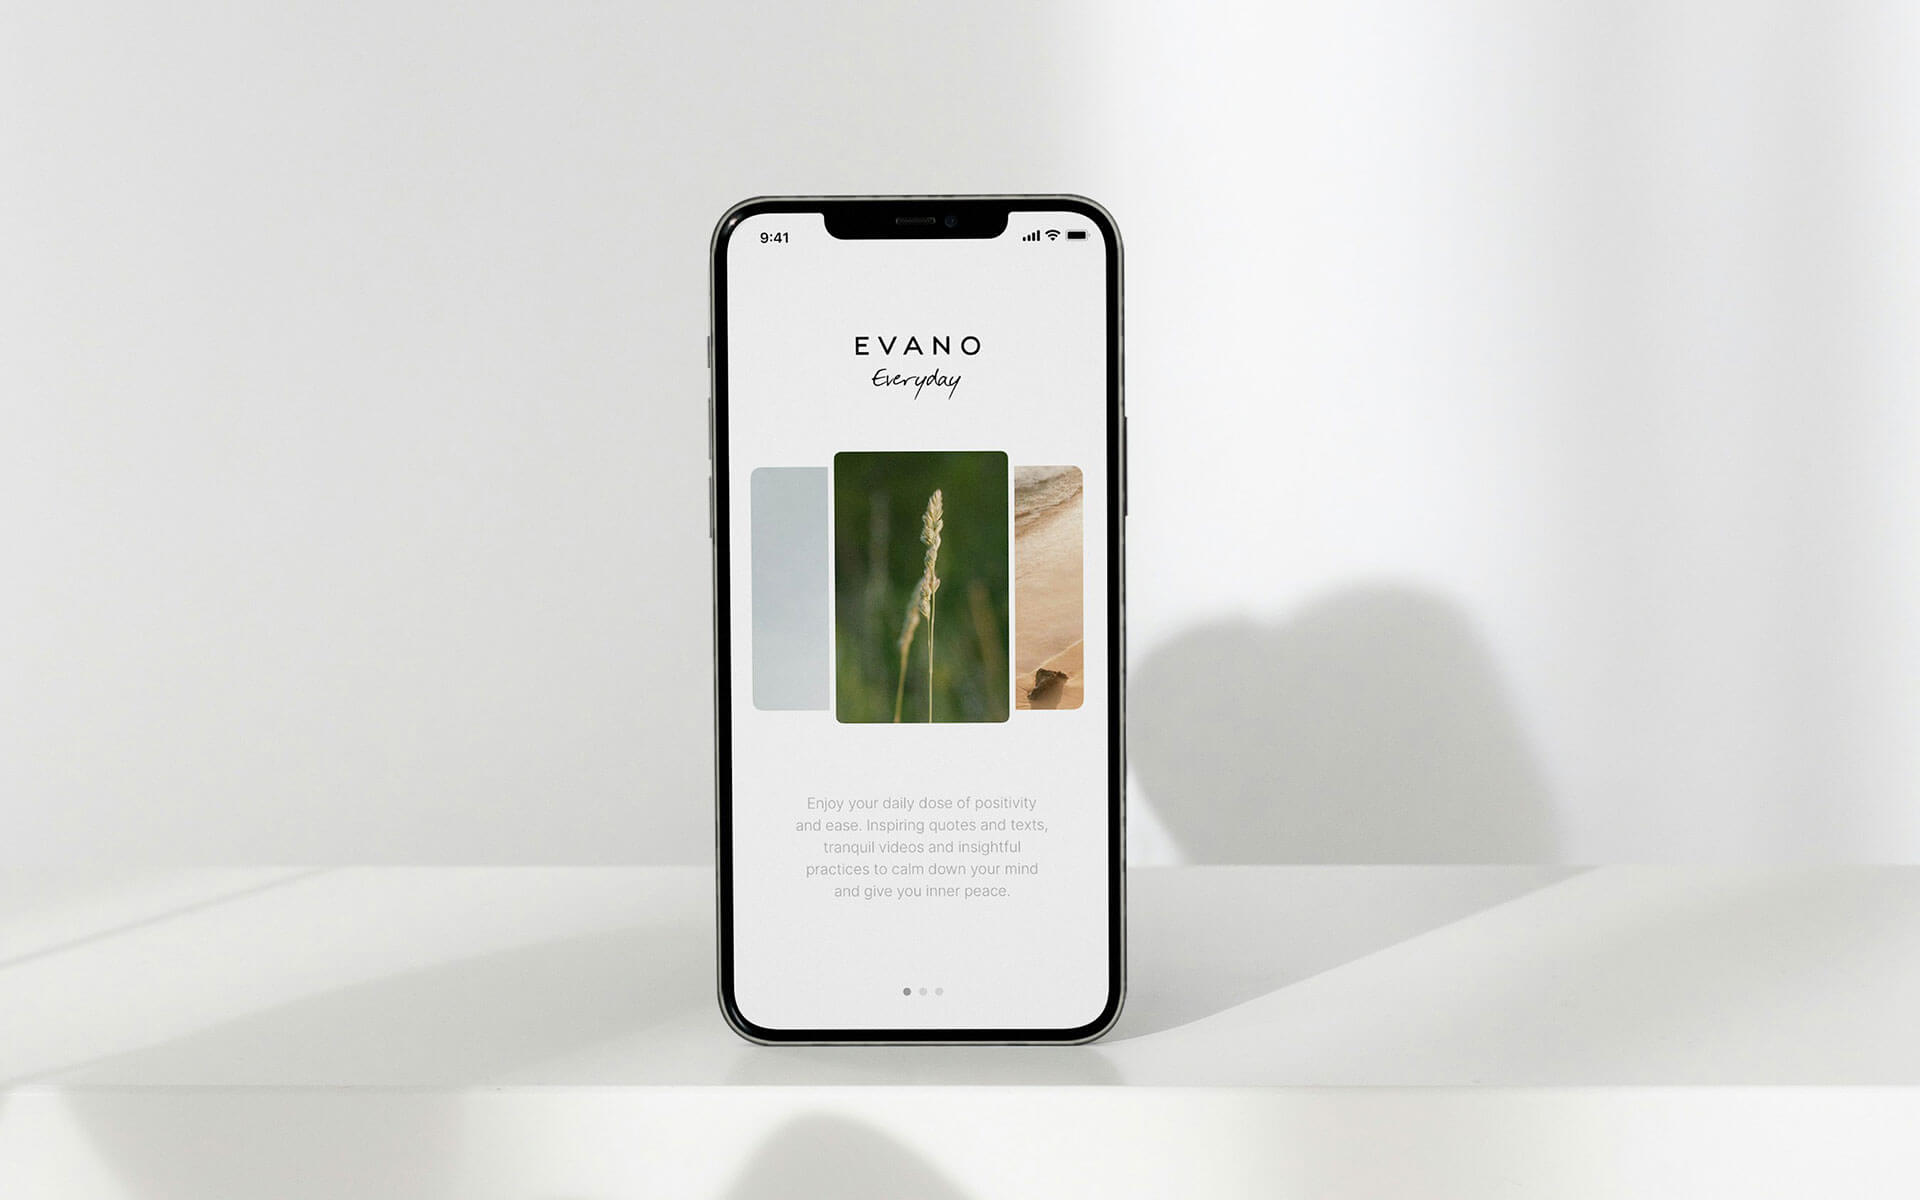 9:41
EVANO
Everyday
Enjoy your daily dose of positivity
and ease. Inspiring quotes and texts,
tranquil videos and insightful
practices to calm down your mind
and give you inner peace.